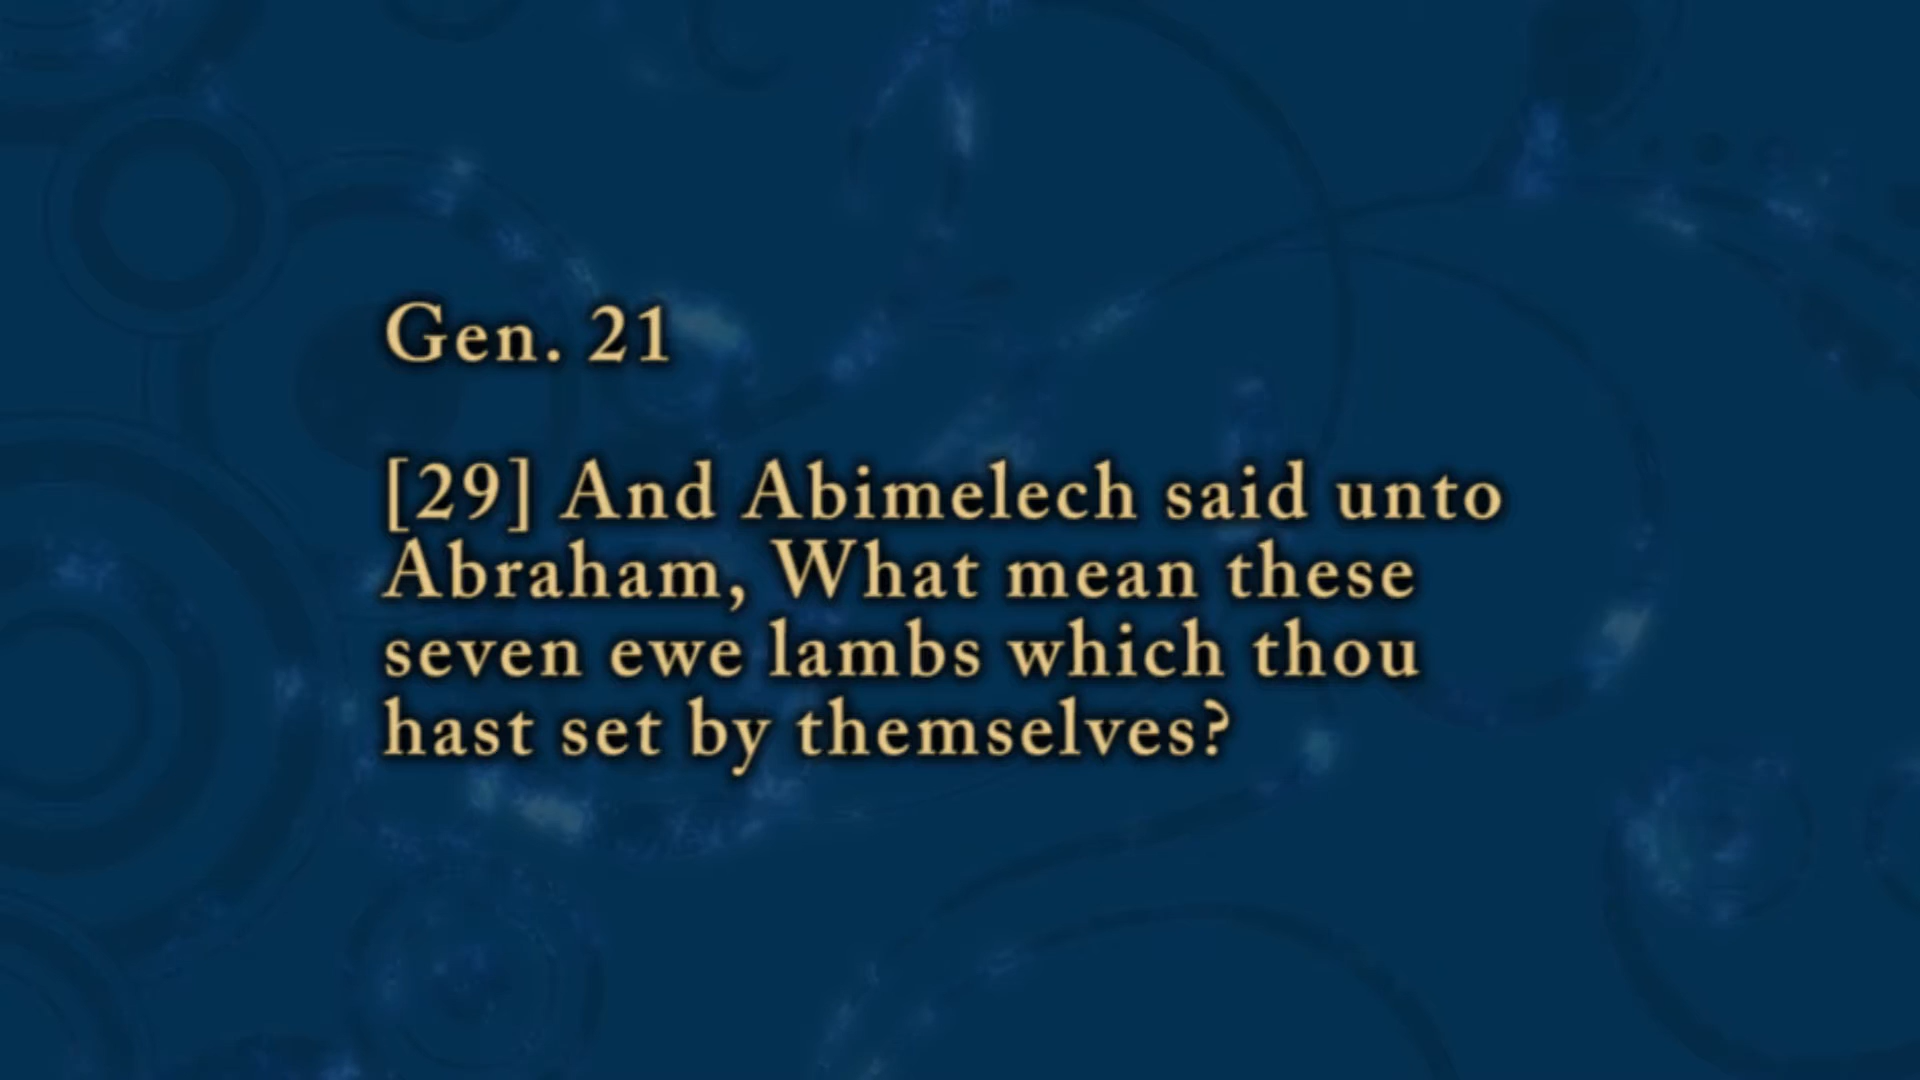 Gen. 21
[29] And Abimelech said unto
Abraham, What mean these
seven ewe lambs which thou
hast set by themselves?